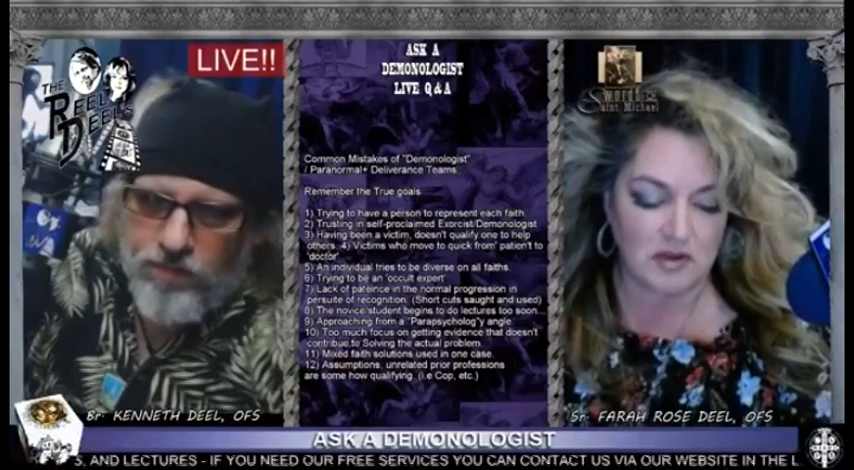 THE
REEL
DEEL
LIVE!!
ASK A
DEMONOLOGIST
LIVE Q & A
Saint Michael
Common Mistakes of "Demonologist"
/ Paranormal+ Deliverance Teams
Remember the True goals
1) Trying to have a person to represent each faith.
2) Trusting in self-proclaimed Exorcist/Demonologist
3) Having been a victim, doesn't qualify one to help
others. 4) Victims who move to quick from' patien't to
'doctor'
5) An individual tries to be diverse on all faiths.
6) Trying to be an 'occult expert'
7) Lack of pateince in the normal progression in
persuite of recognition. (Short cuts saught and used)
8) The novice/student begins to do lectures too soon...
9) Approaching from a "Parapsycholog"y angle
10) Too much focus on getting evidence that doesn't
contribue to Solving the actual problem.
11) Mixed faith solutions used in one case.
12) Assumptions, unrelated prior professions
are some how qualifying. (i.e Cop, etc.)
Br. KENNETH DEEL, OFS
Sr. FARAH ROSE DEEL, OFS
ASK A DEMONOLOGIST
S, AND LECTURES - IF YOU NEED OUR FREE SERVICES YOU CAN CONTACT US VIA OUR WEBSITE IN THE L